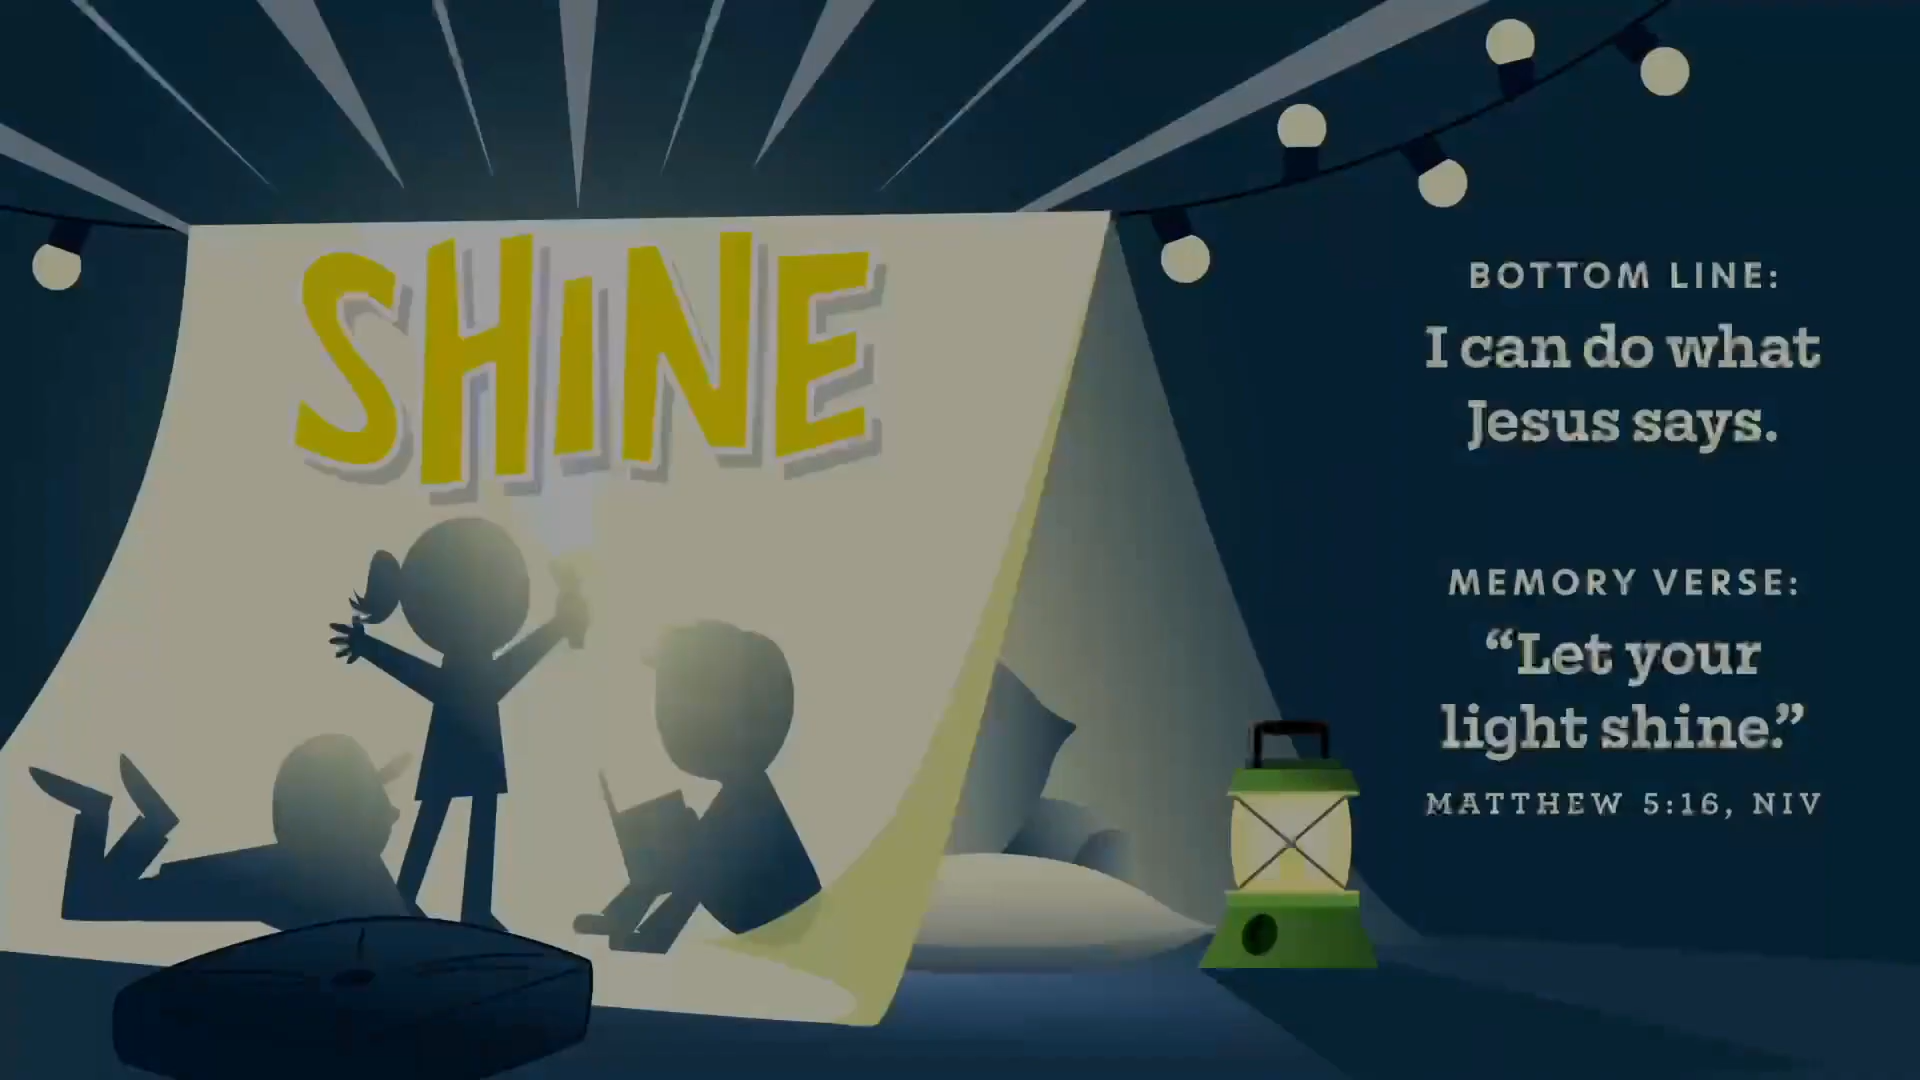 SHiNE
BOTTOM LINE:
I can do what
Jesus says.
MEMORY VERSE:
“Let your
light shine.”
MATTHEW 5:16, NIV